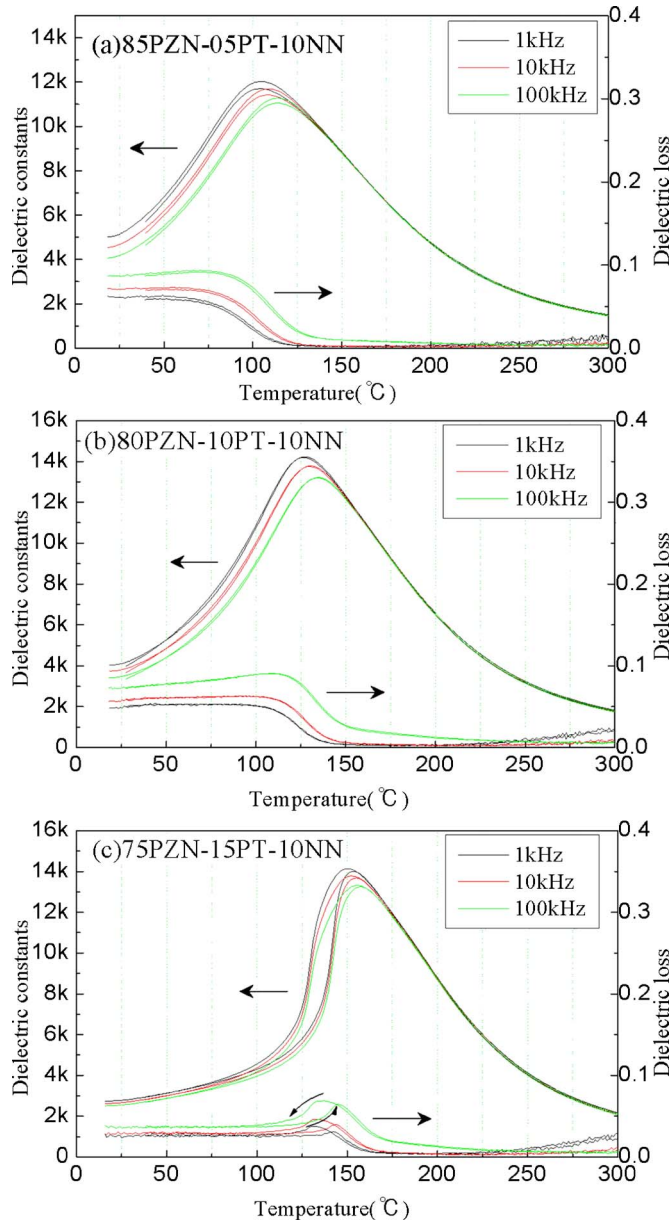 (a)85PZN-05PT-10NN
1kHz
10kHz
100kHz
14k
12k
10k
8k
6k
4k
2k
0
Dielectric constants
0.4
0.3
0.2
0.1
0.0
Dielectric loss
0 50 100 150 200 250 300
Temperature(℃)
(b)80PZN-10PT-10NN
1kHz
10kHz
100kHz
16k
14k
12k
10k
8k
6k
4k
2k
0
Dielectric constants
0.4
0.3
0.2
0.1
0.0
Dielectric loss
0 50 100 150 200 250 300
Temperature(℃)
(c)75PZN-15PT-10NN
1kHz
10kHz
100kHz
16k
14k
12k
10k
8k
6k
4k
2k
0
Dielectric constants
0.4
0.3
0.2
0.1
0.0
Dielectric loss
0 50 100 150 200 250 300
Temperature(℃)